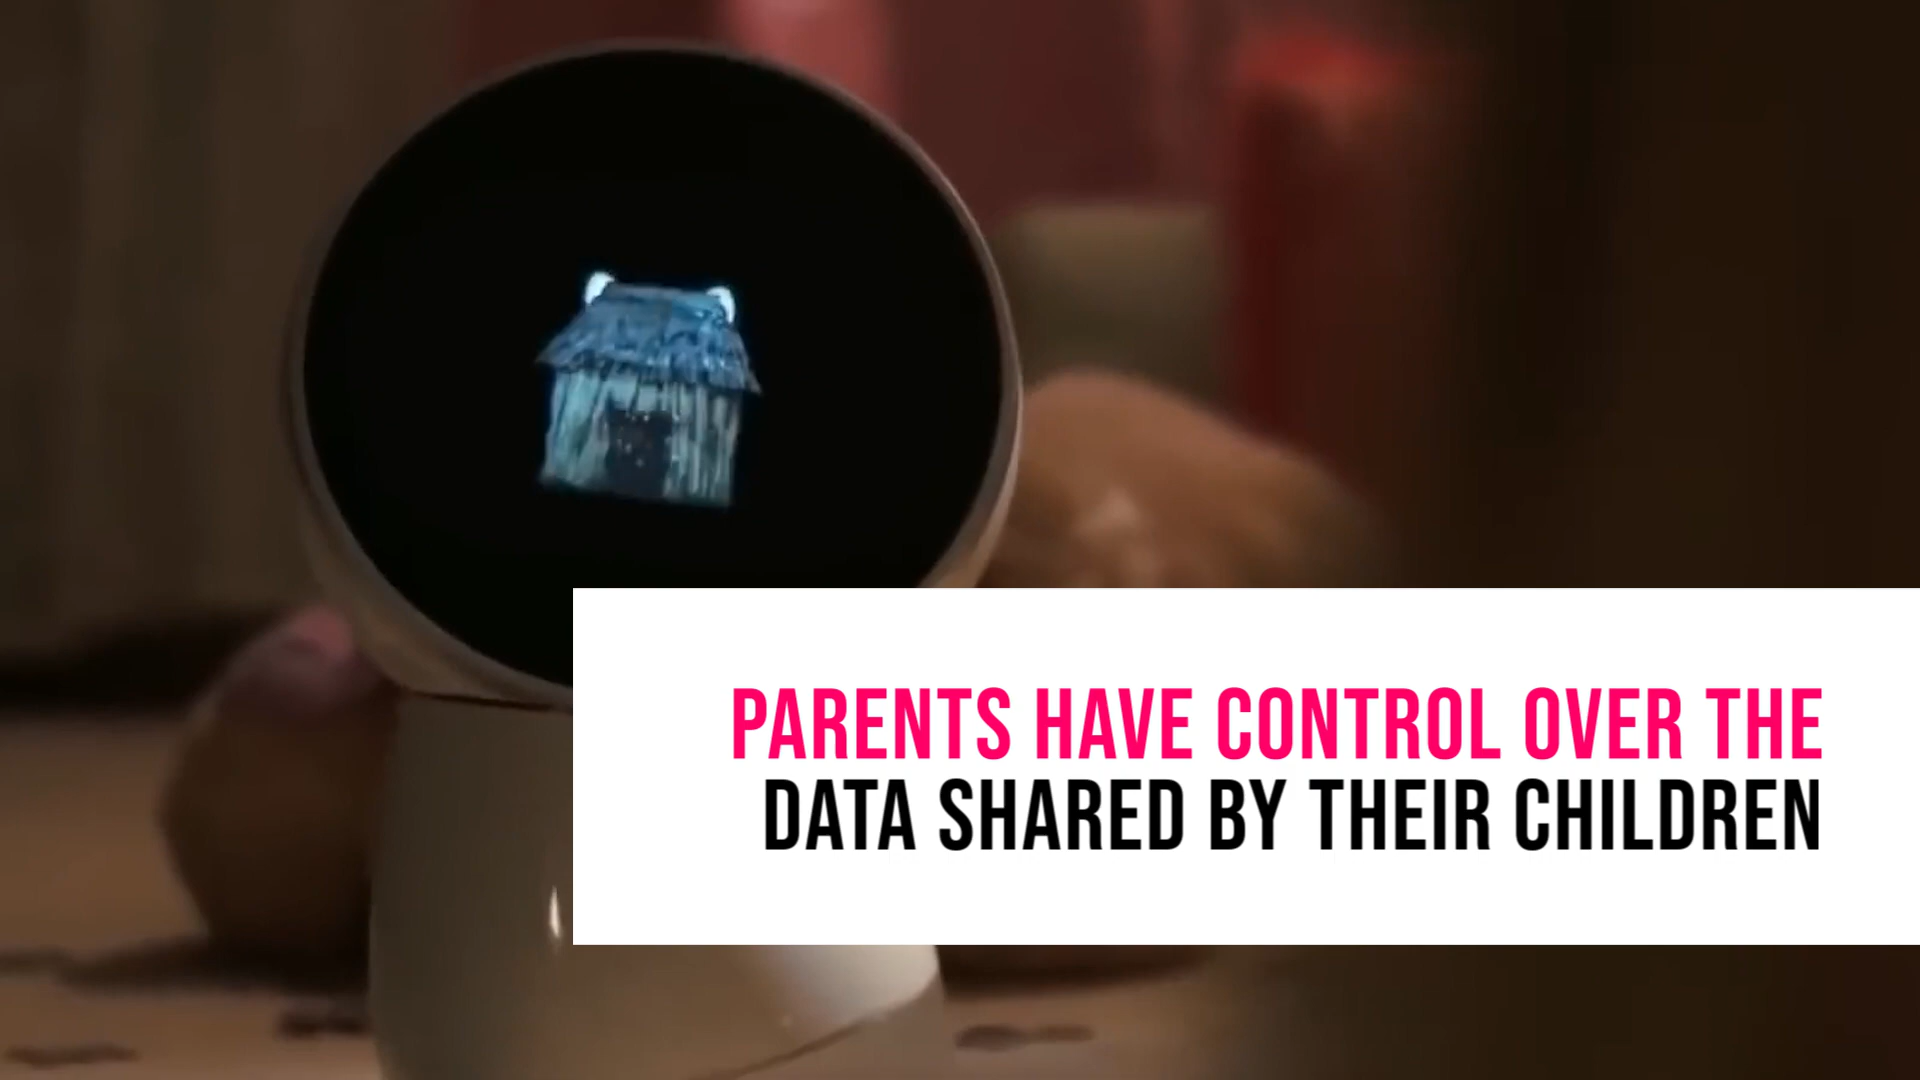 PARENTS HAVE CONTROL OVER THE
DATA SHARED BY THEIR CHILDREN